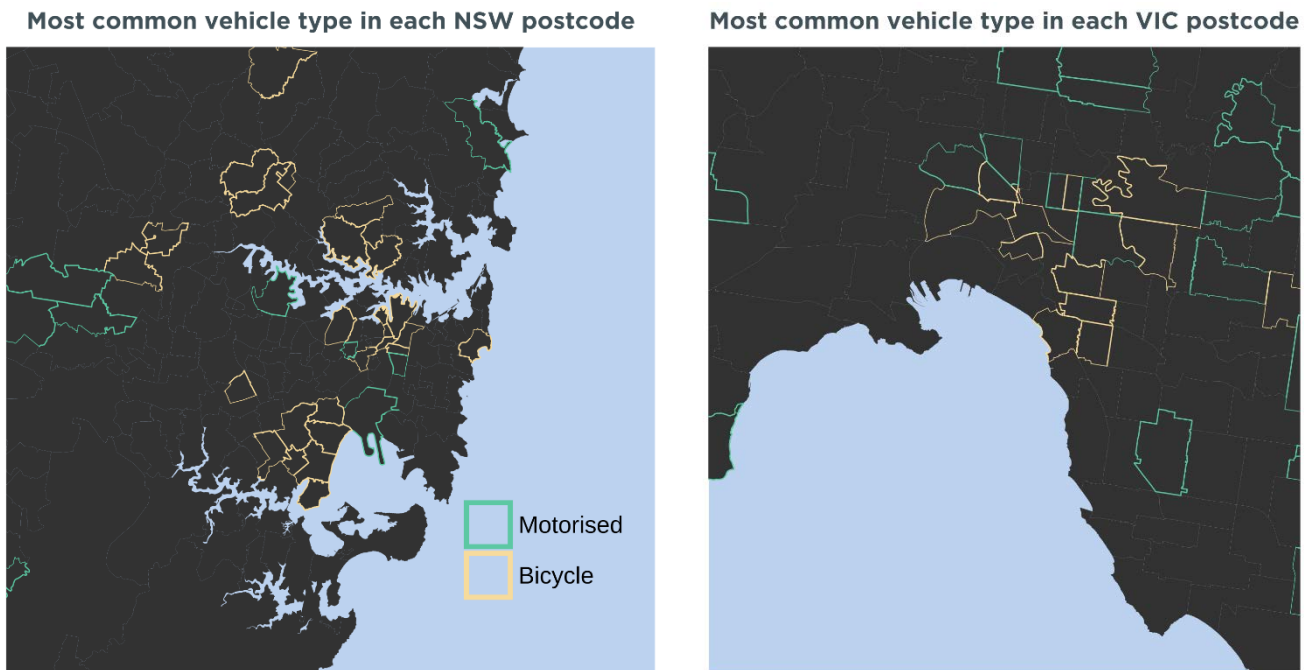 Most common vehicle type in each NSW postcode
Most common vehicle type in each VIC postcode
Motorised
Bicycle